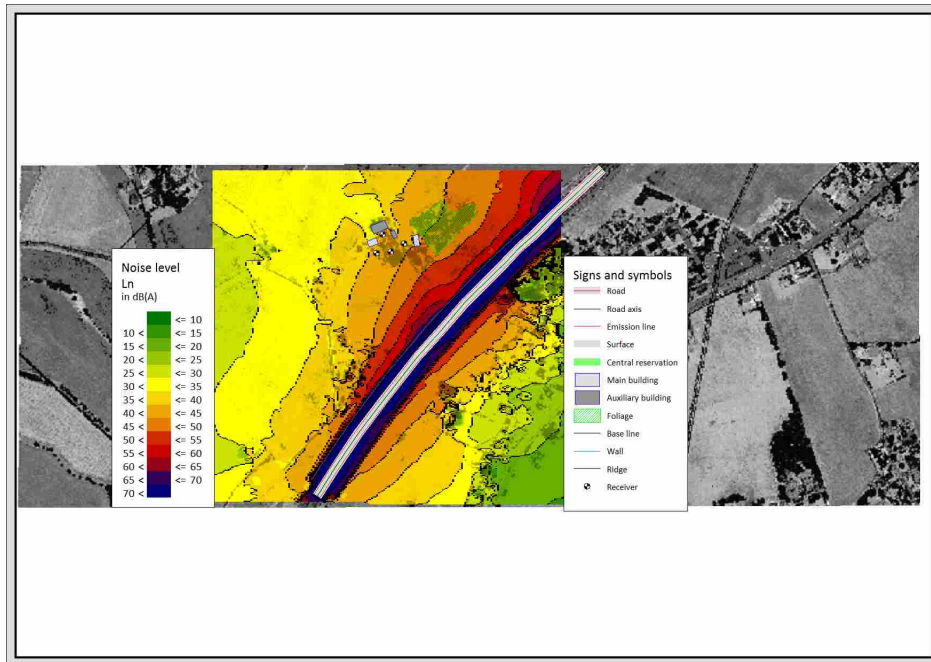 Noise level
Ln
in dB(A)
<= 10
10 < <= 15
15 < <= 20
20 < <= 25
25 < <= 30
30 < <= 35
35 < <= 40
40 < <= 45
45 < <= 50
50 < <= 55
55 < <= 60
60 < <= 65
65 < <= 70
70 <
Signs and symbols
Road
Road axis
Emission line
Surface
Central reservation
Main building
Auxiliary building
Foliage
Base line
Wall
Ridge
Receiver